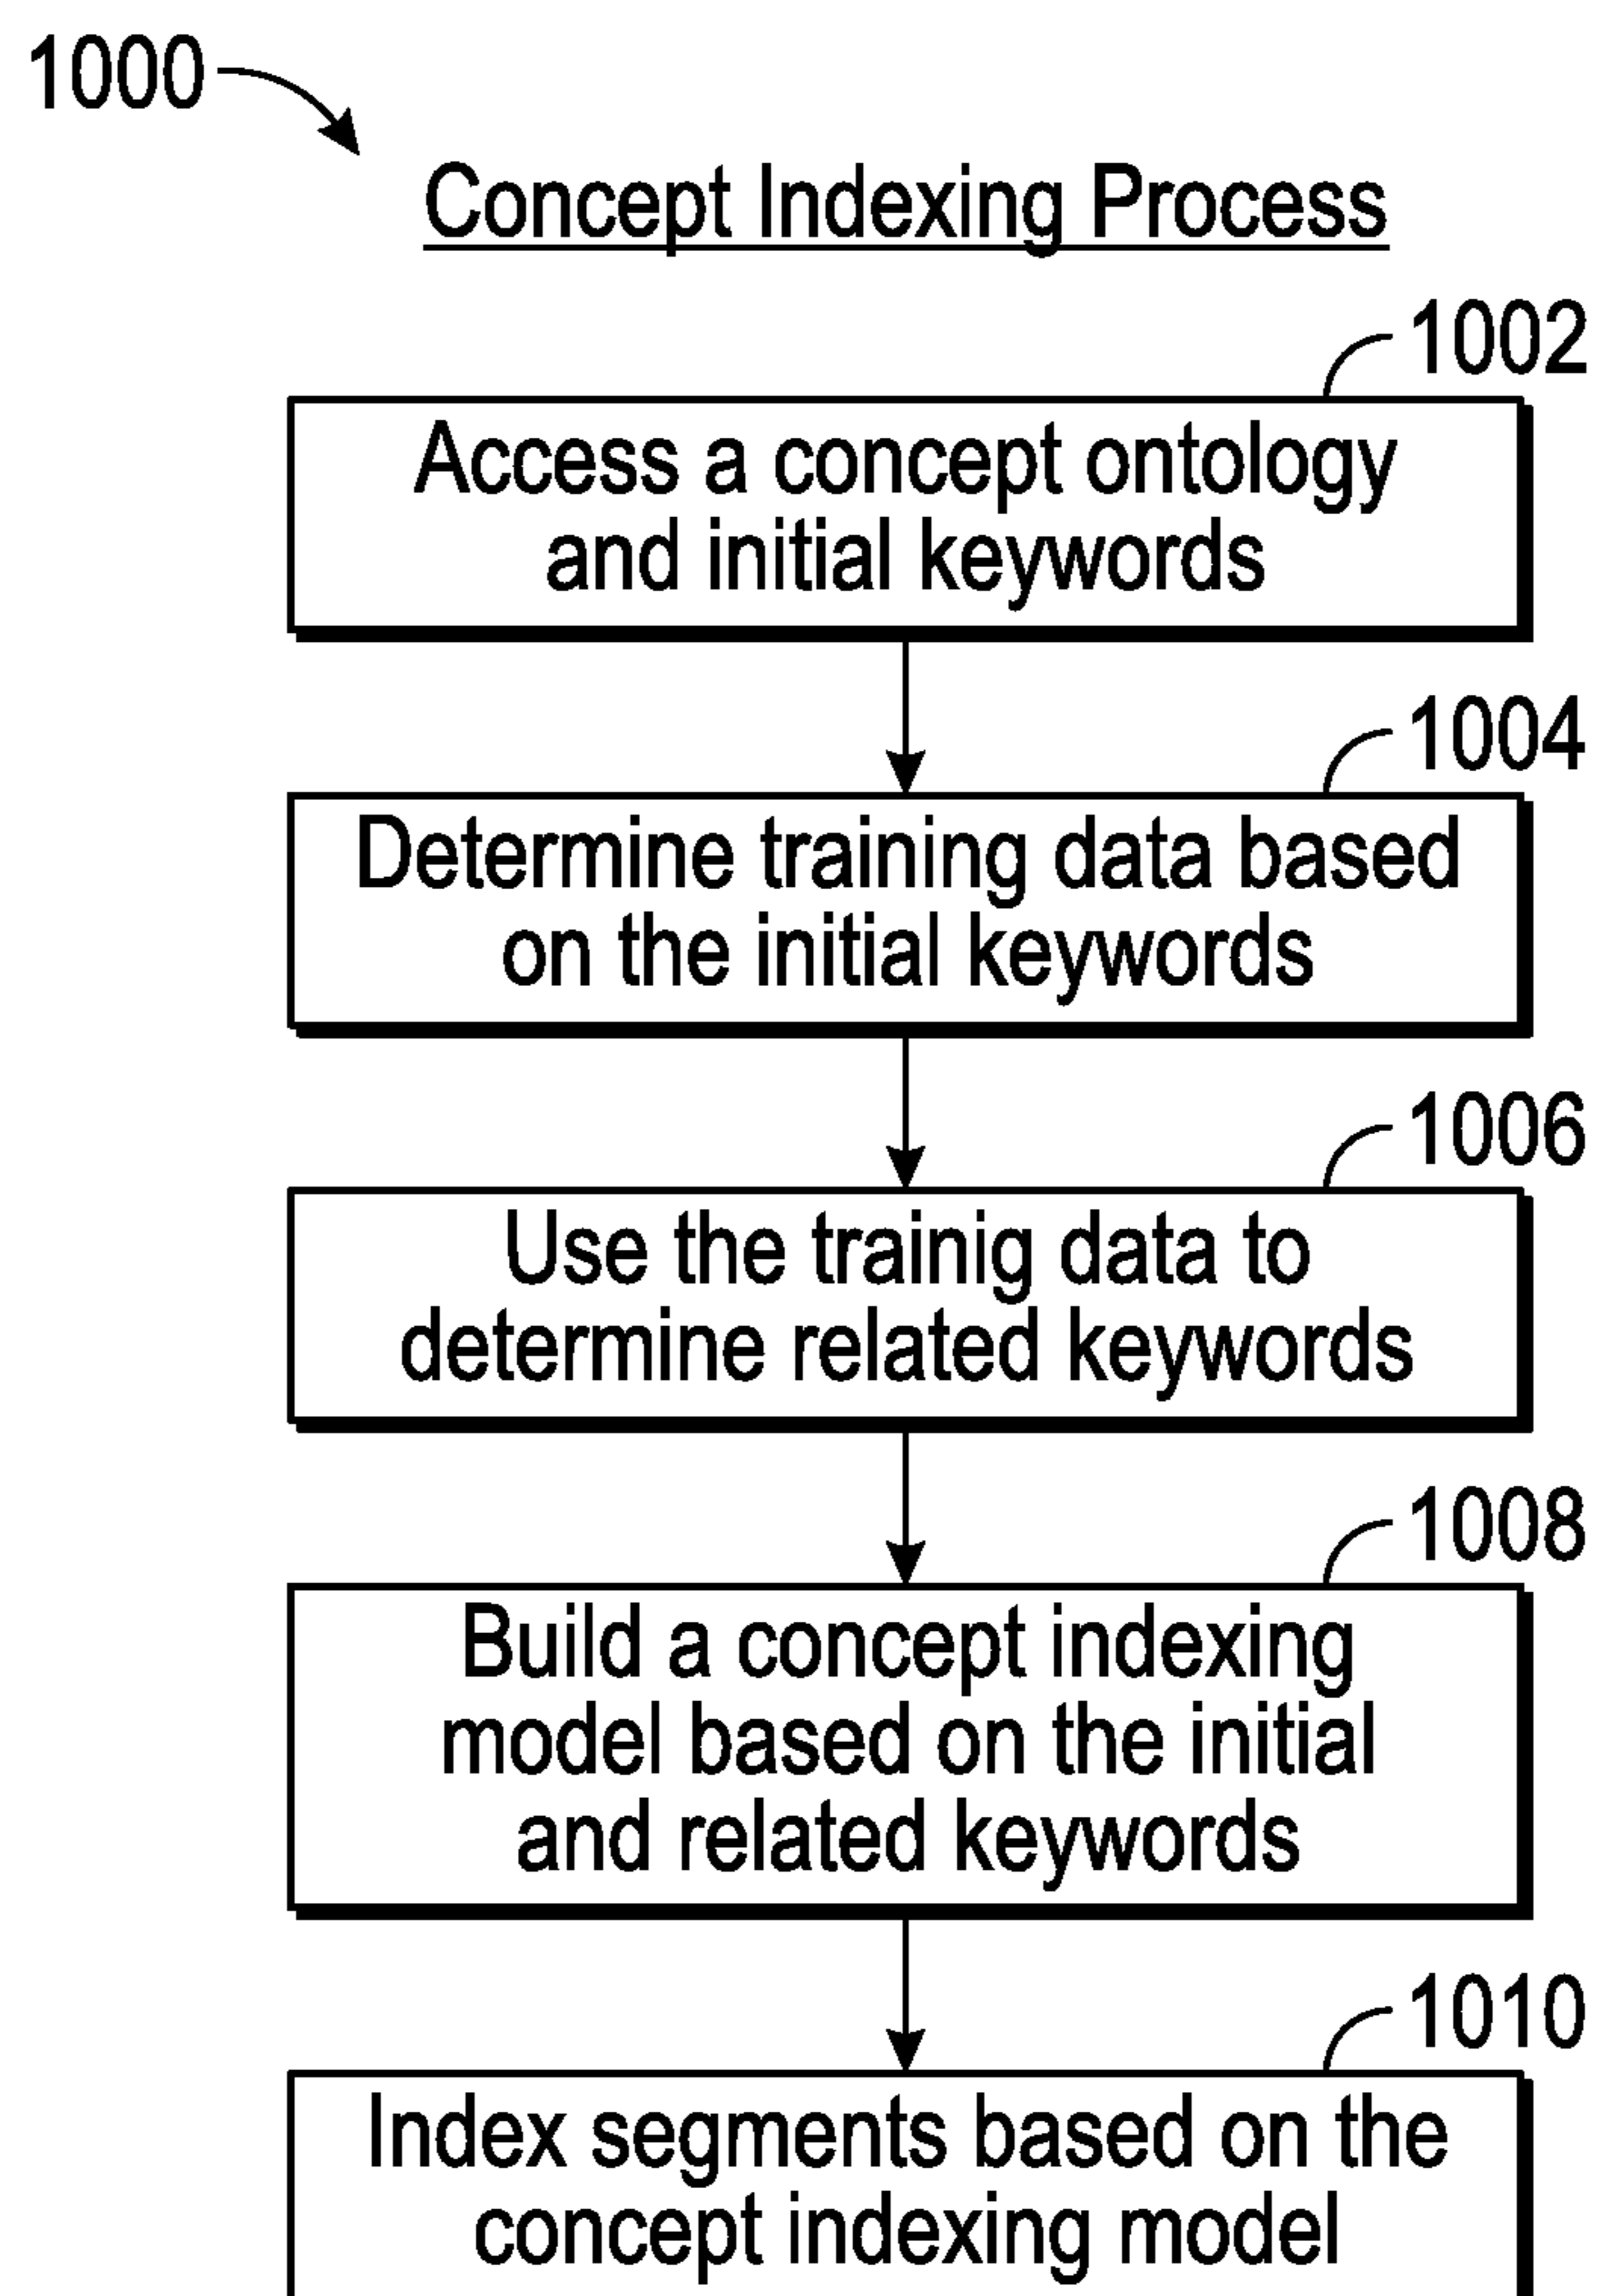 1000
Concept Indexing Process
1002
Access a concept ontology
and initial keywords
1004
Determine training data based
on the initial keywords
1006
Use the trainig data to
determine related keywords
1008
Build a concept indexing
model based on the initial
and related keywords
1010
Index segments based on the
concept indexing model